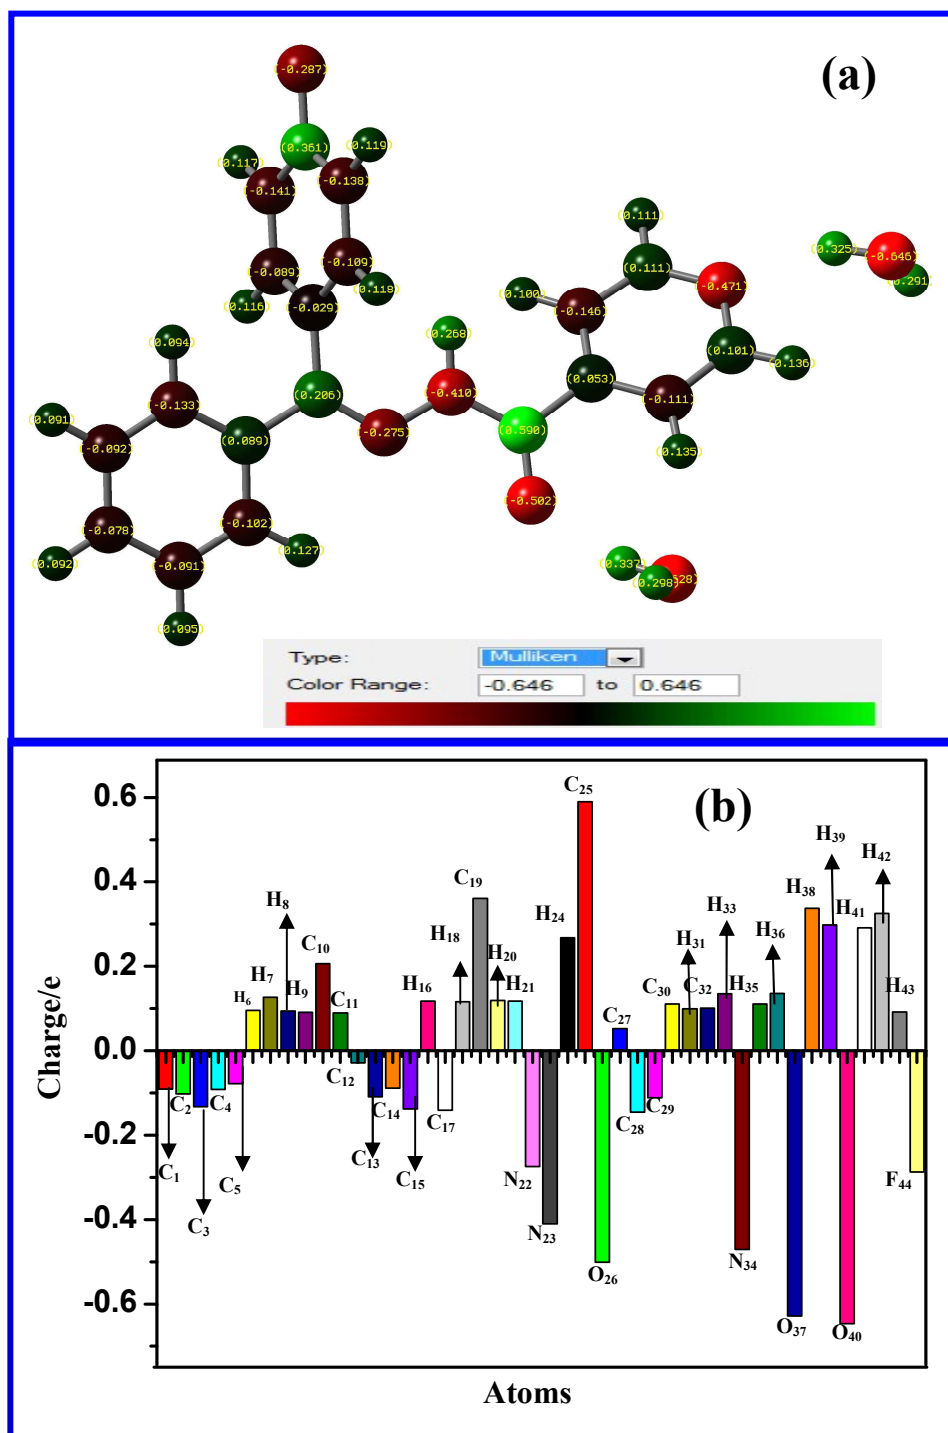 (a)
(-0.287)
(0.361)
(0.119)
(0.117)
(-0.138)
(-0.141)
(0.111)
(0.325)
(-0.646)
(-0.109)
(0.111)
(-0.089)
(0.291)
(0.118)
(-0.471)
(0.100)
(0.116)
(-0.029)
(-0.146)
(0.268)
(0.094)
(0.101)
(0.136)
(0.053)
(-0.410)
(0.206)
(-0.133)
(-0.111)
(0.091)
(-0.275)
(0.590)
(0.089)
(-0.092)
(0.135)
(-0.502)
(-0.102)
(-0.078)
(0.127)
(0.092)
(-0.091)
(0.337)
(0.298)
(0.095)
Type: Mulliken
Color Range: -0.646 to 0.646
(b)
0.6
0.4
0.2
0.0
-0.2
-0.4
-0.6
Charge/e
C1
C2
C3
C4
C5
H6
H7
H8
H9
C10
C11
C12
C13
C14
C15
H16
C17
H18
C19
H20
H21
N22
N23
H24
C25
O26
C27
C28
C29
C30
H31
C32
H33
N34
H35
H36
O37
H38
H39
O40
H41
H42
H43
F44
Atoms